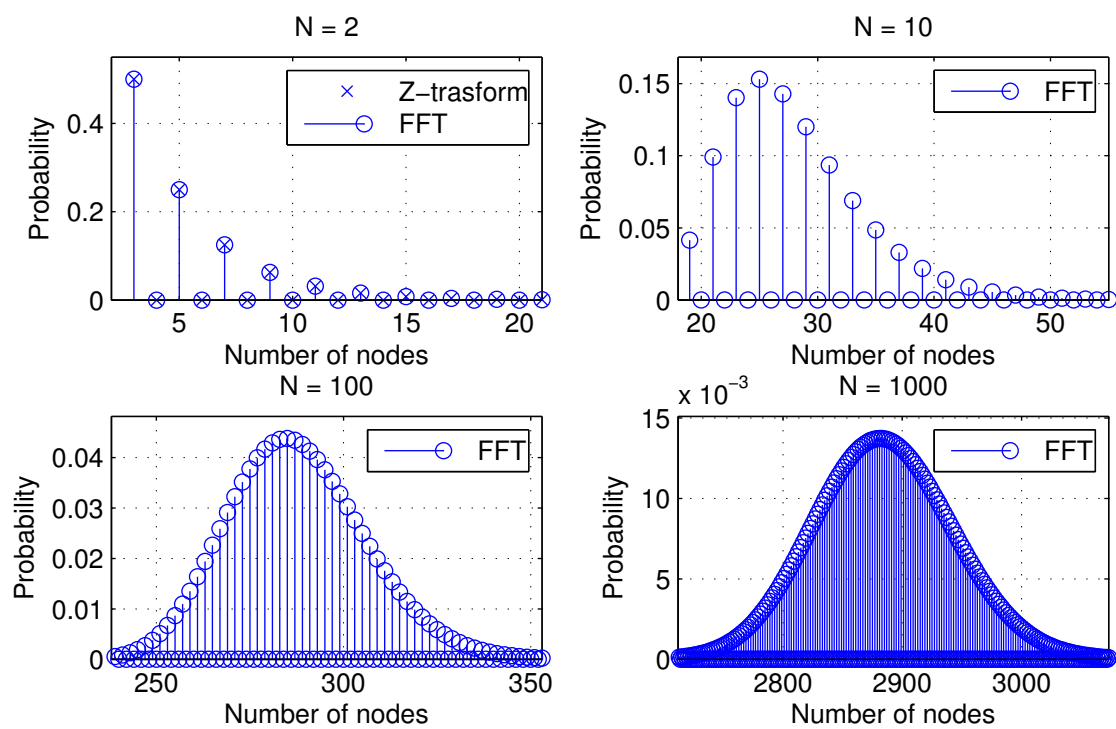 N = 2
Probability
0.4
0.2
0
5
10
15
20
Number of nodes
Z−trasform
FFT
N = 10
Probability
0.15
0.1
0.05
0
20
30
40
50
Number of nodes
FFT
N = 100
Probability
0.04
0.03
0.02
0.01
0
250
300
350
Number of nodes
FFT
x 10−3
N = 1000
Probability
15
10
5
0
2800
2900
3000
Number of nodes
FFT